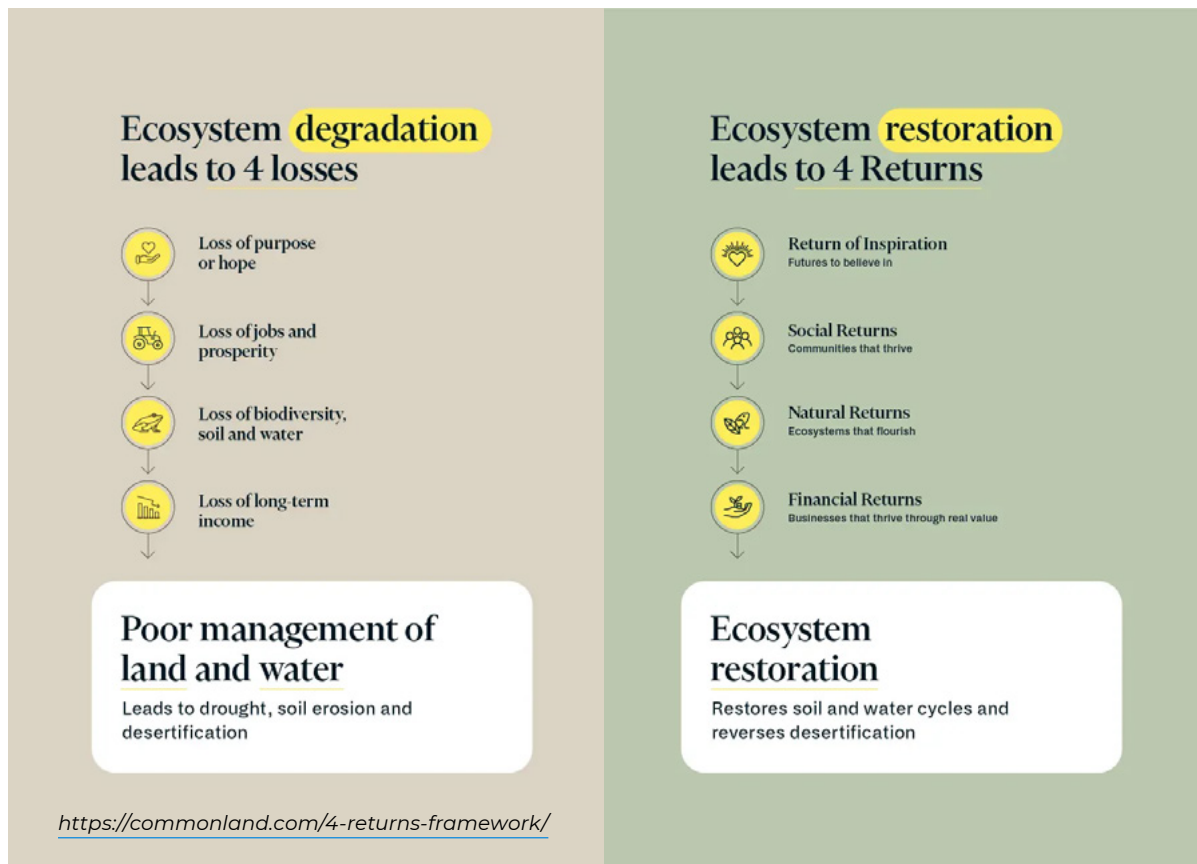 Ecosystem degradation
leads to 4 losses
Loss of purpose
or hope
Loss of jobs and
prosperity
Loss of biodiversity,
soil and water
Loss of long-term
income
Poor management of
land and water
Leads to drought, soil erosion and
desertification
https://commonland.com/4-returns-framework/
Ecosystem restoration
leads to 4 Returns
Return of Inspiration
Futures to believe in
Social Returns
Communities that thrive
Natural Returns
Ecosystems that flourish
Financial Returns
Businesses that thrive through real value
Ecosystem
restoration
Restores soil and water cycles and
reverses desertification